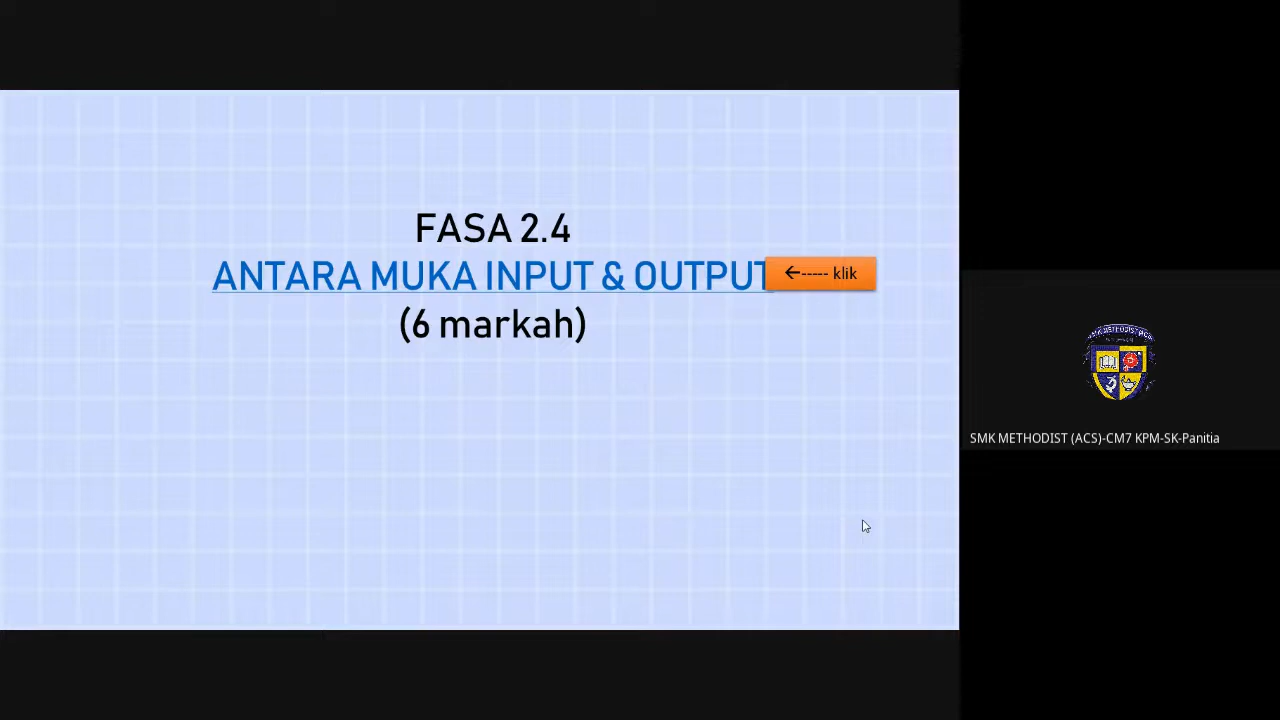 FASA 2.4
ANTARA MUKA INPUT & OUTPUT
←----- klik
(6 markah)
SMK METHODIST (ACS)-CM7 KPM-SK-Panitia